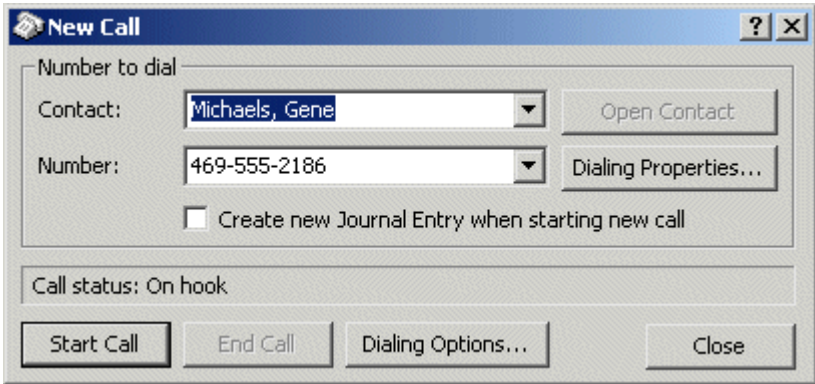 New Call
Number to dial
Contact: Michaels, Gene Open Contact
Number: 469-555-2186 Dialing Properties...
Create new Journal Entry when starting new call
Call status: On hook
Start Call End Call Dialing Options... Close